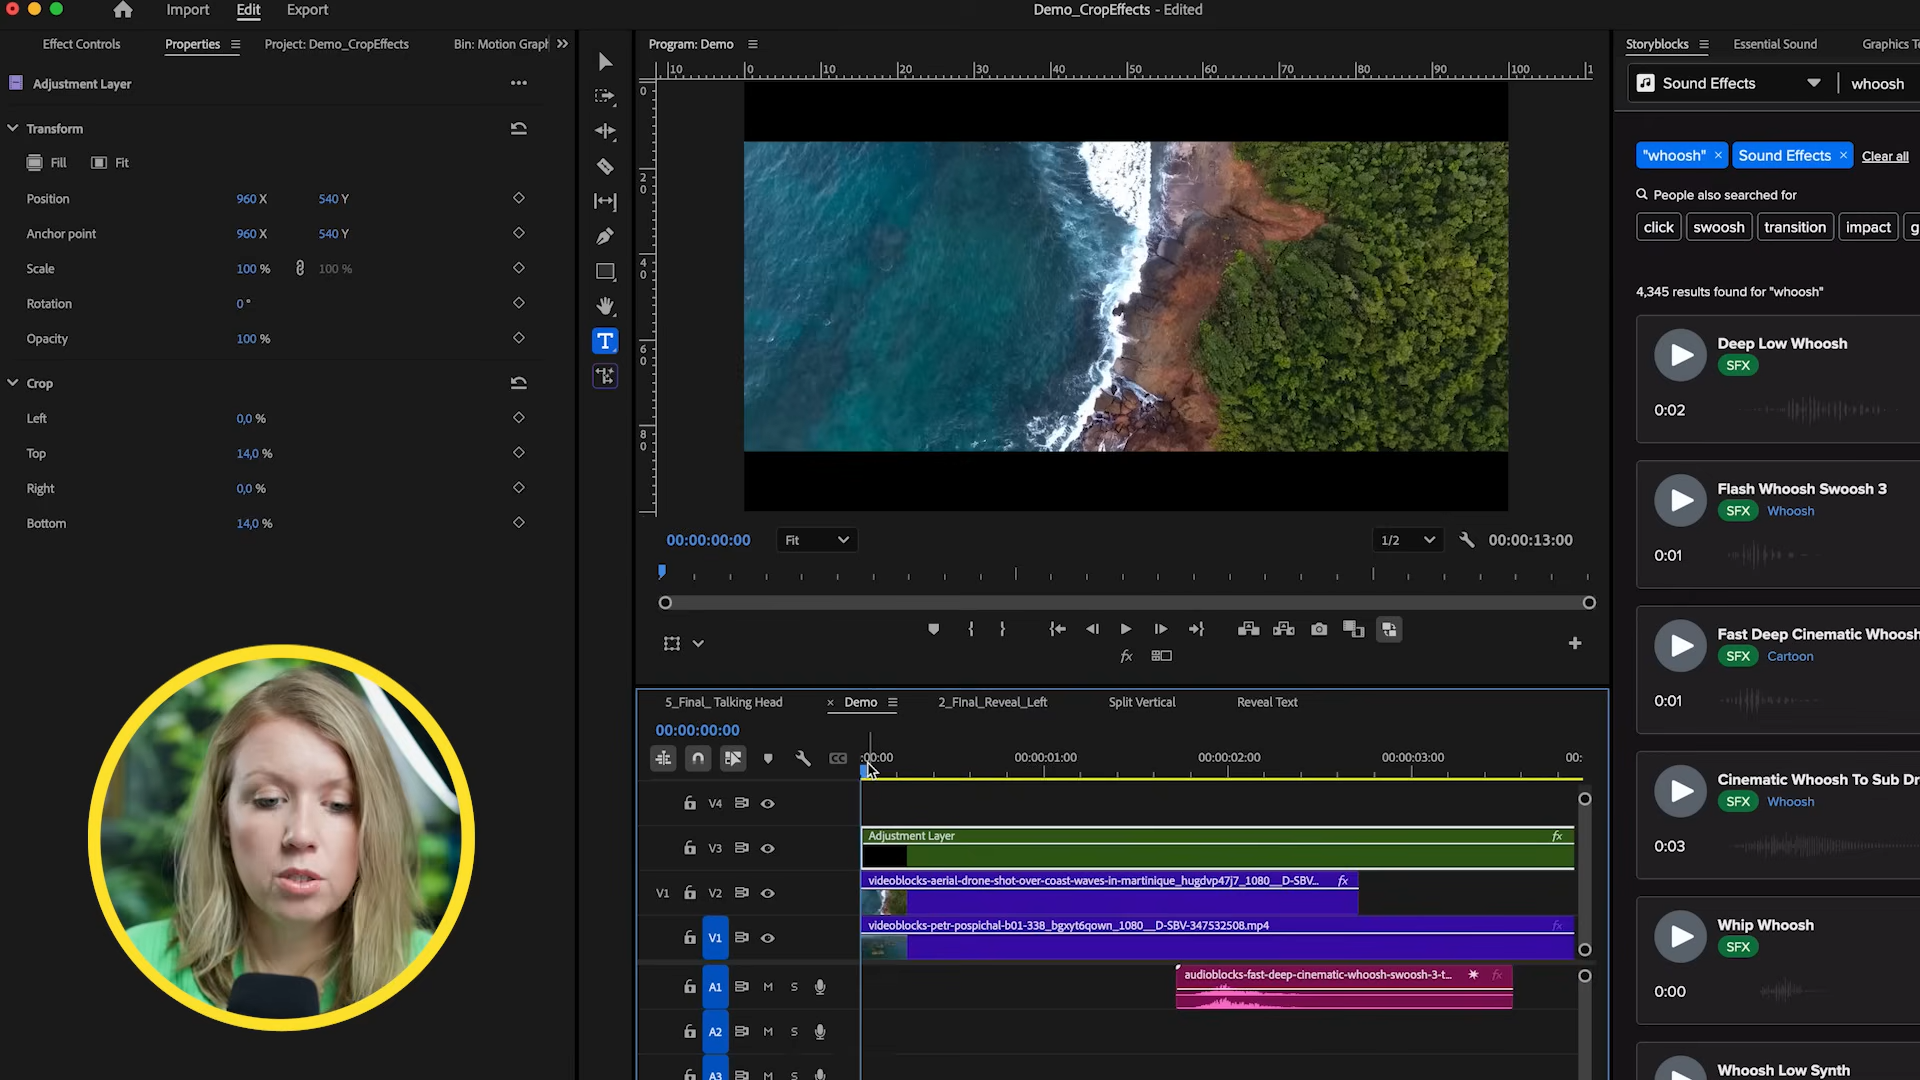 Import Edit Export
Demo_CropEffects - Edited
Effect Controls Properties Project: Demo_CropEffects Bin: Motion Graph
Adjustment Layer
Transform
Fill Fit
Position 960 X 540 Y
Anchor point 960 X 540 Y
Scale 100 % 100 %
Rotation 0 °
Opacity 100 %
Crop
Left 0,0 %
Top 14,0 %
Right 0,0 %
Bottom 14,0 %
Program: Demo
10 0 10 20 30 40 50 60 70 80 90 100 1
0
20
40
60
80
00:00:00:00 Fit 1/2 00:00:13:00
fx
5_Final_ Talking Head × Demo 2_Final_Reveal_Left Split Vertical Reveal Text
00:00:00:00
CC :00:00 00:00:01:00 00:00:02:00 00:00:03:00 00:
V4
Adjustment Layer fx
V3
videoblocks-aerial-drone-shot-over-coast-waves-in-martinique_hugdvp47j7_1080__D-SBV... fx
V1 V2
videoblocks-petr-pospichal-b01-338_bgxyt6qown_1080__D-SBV-347532508.mp4 fx
V1
audioblocks-fast-deep-cinematic-whoosh-swoosh-3-t... fx
A1 M S
A2 M S
A3 M S
Storyblocks Essential Sound Graphics Te
Sound Effects whoosh
"whoosh" × Sound Effects × Clear all
People also searched for
click swoosh transition impact g
4,345 results found for "whoosh"
Deep Low Whoosh
SFX
0:02
Flash Whoosh Swoosh 3
SFX Whoosh
0:01
Fast Deep Cinematic Whoosh
SFX Cartoon
0:01
Cinematic Whoosh To Sub Dr
SFX Whoosh
0:03
Whip Whoosh
SFX
0:00
Whoosh Low Synth